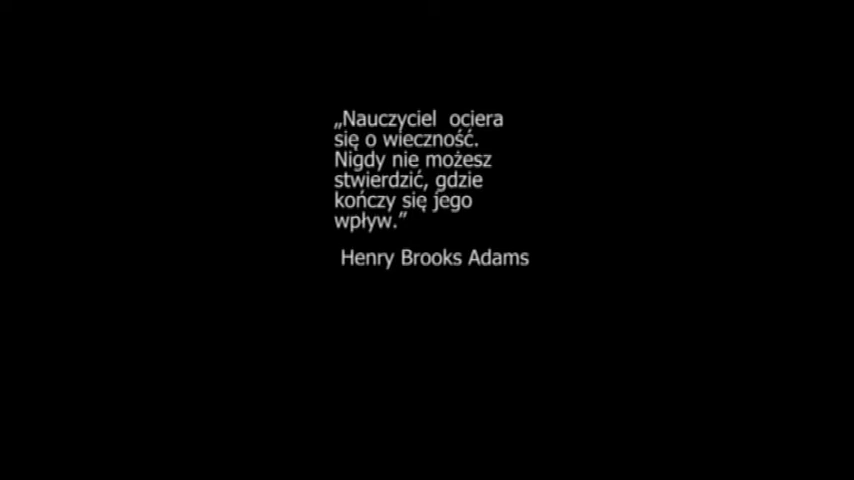 „Nauczyciel ociera
się o wieczność.
Nigdy nie możesz
stwierdzić, gdzie
kończy się jego
wpływ.”
Henry Brooks Adams